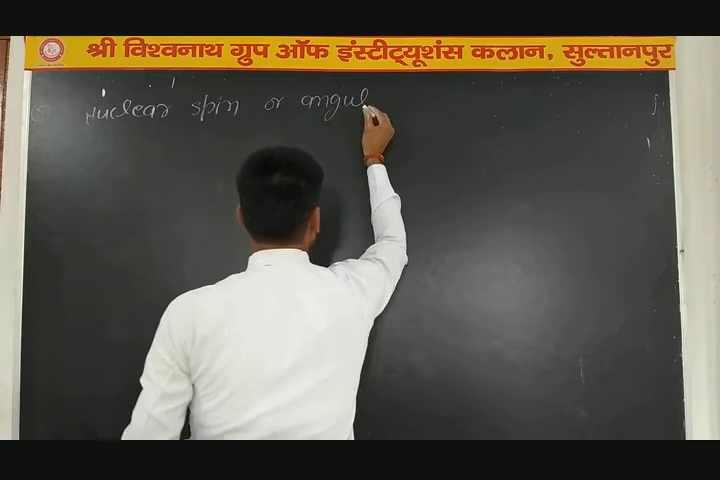 श्री विश्वनाथ ग्रुप ऑफ इंस्टीट्यूशंस कलान, सुल्तानपुर
Nuclear spin or angul